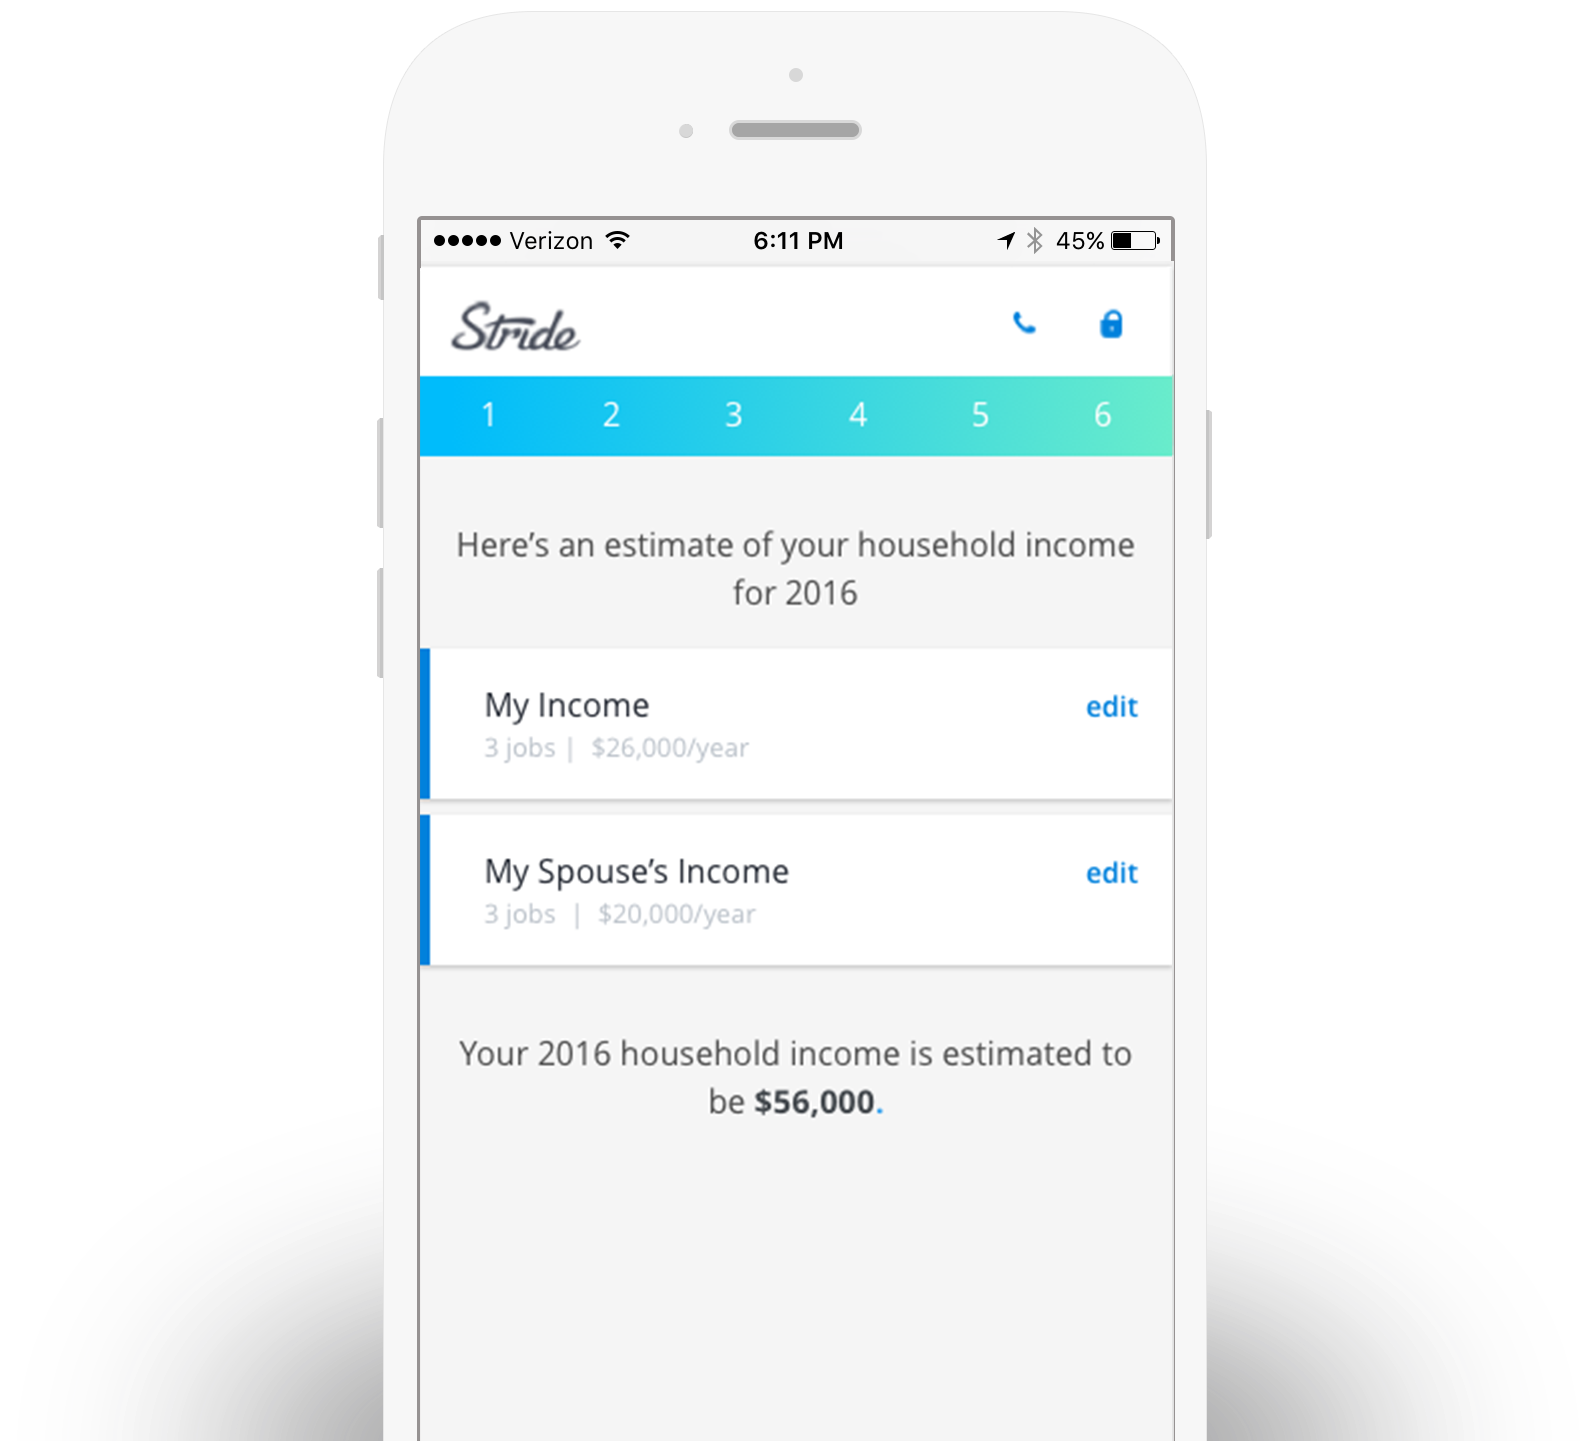 Verizon 6:11 PM 45%
Stride
1 2 3 4 5 6
Here’s an estimate of your household income
for 2016
My Income edit
3 jobs | $26,000/year
My Spouse’s Income edit
3 jobs | $20,000/year
Your 2016 household income is estimated to
be $56,000.